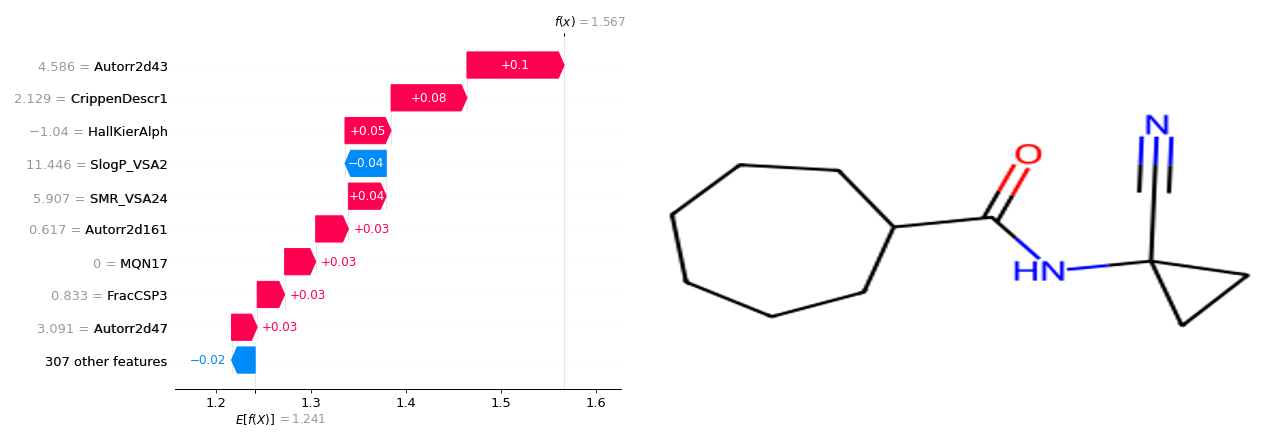 f(x) = 1.567
4.586 = Autorr2d43
+0.1
2.129 = CrippenDescr1
+0.08
−1.04 = HallKierAlph
+0.05
11.446 = SlogP_VSA2
−0.04
5.907 = SMR_VSA24
+0.04
0.617 = Autorr2d161
+0.03
0 = MQN17
+0.03
0.833 = FracCSP3
+0.03
3.091 = Autorr2d47
+0.03
307 other features
−0.02
1.2 1.3 1.4 1.5 1.6
E[f(X)] = 1.241
N
O
HN